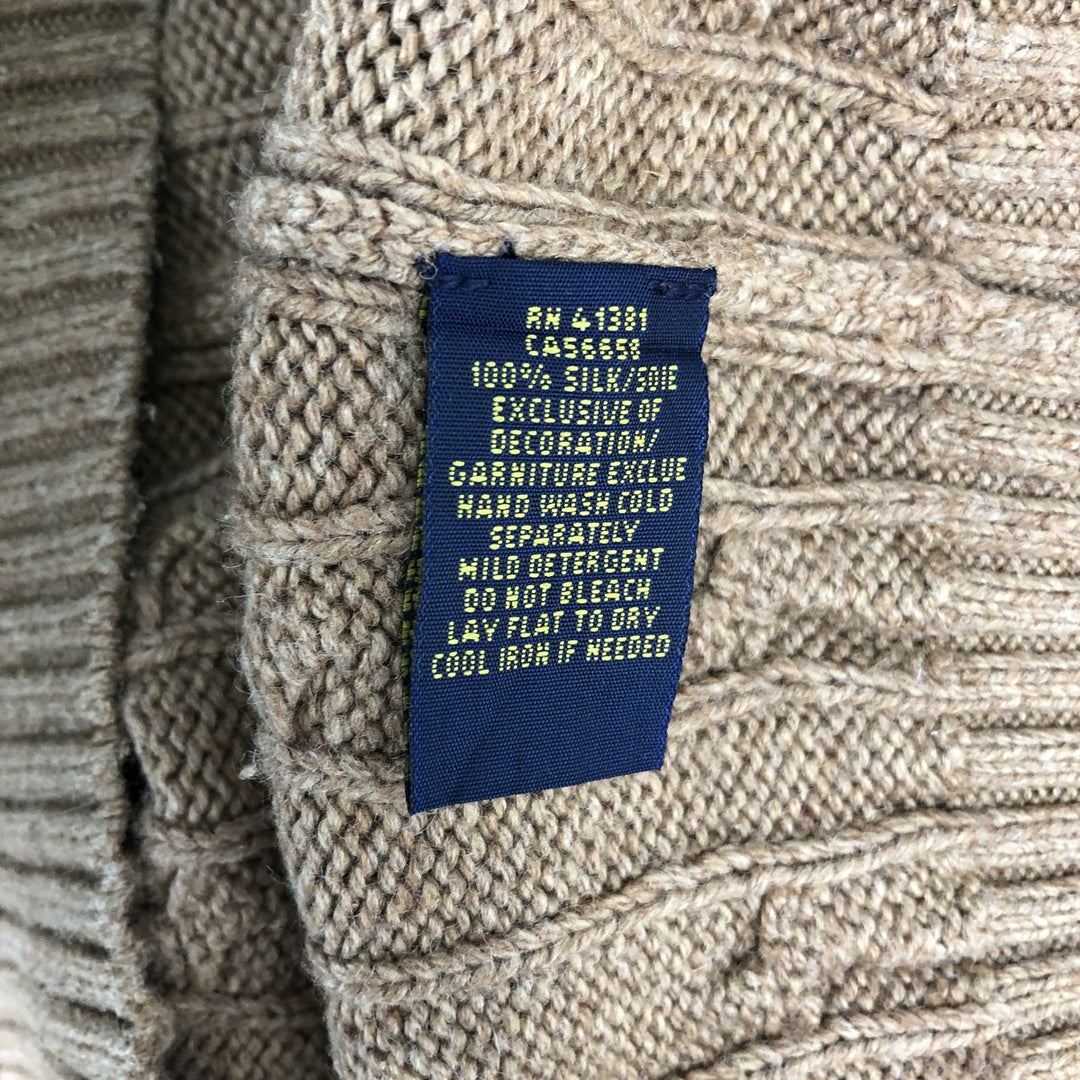 RN 41381
CA56658
100% SILK/SOIE
EXCLUSIVE OF
DECORATION/
GARNITURE EXCLUE
HAND WASH COLD
SEPARATELY
MILD DETERGENT
DO NOT BLEACH
LAY FLAT TO DRY
COOL IRON IF NEEDED